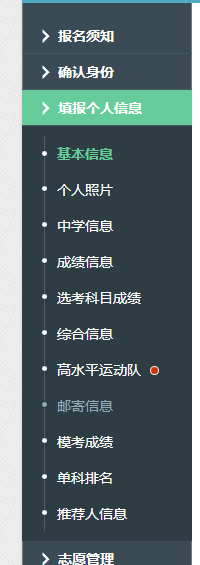 报名须知
确认身份
填报个人信息
基本信息
个人照片
中学信息
成绩信息
选考科目成绩
综合信息
高水平运动队
邮寄信息
模考成绩
单科排名
推荐人信息
志愿管理